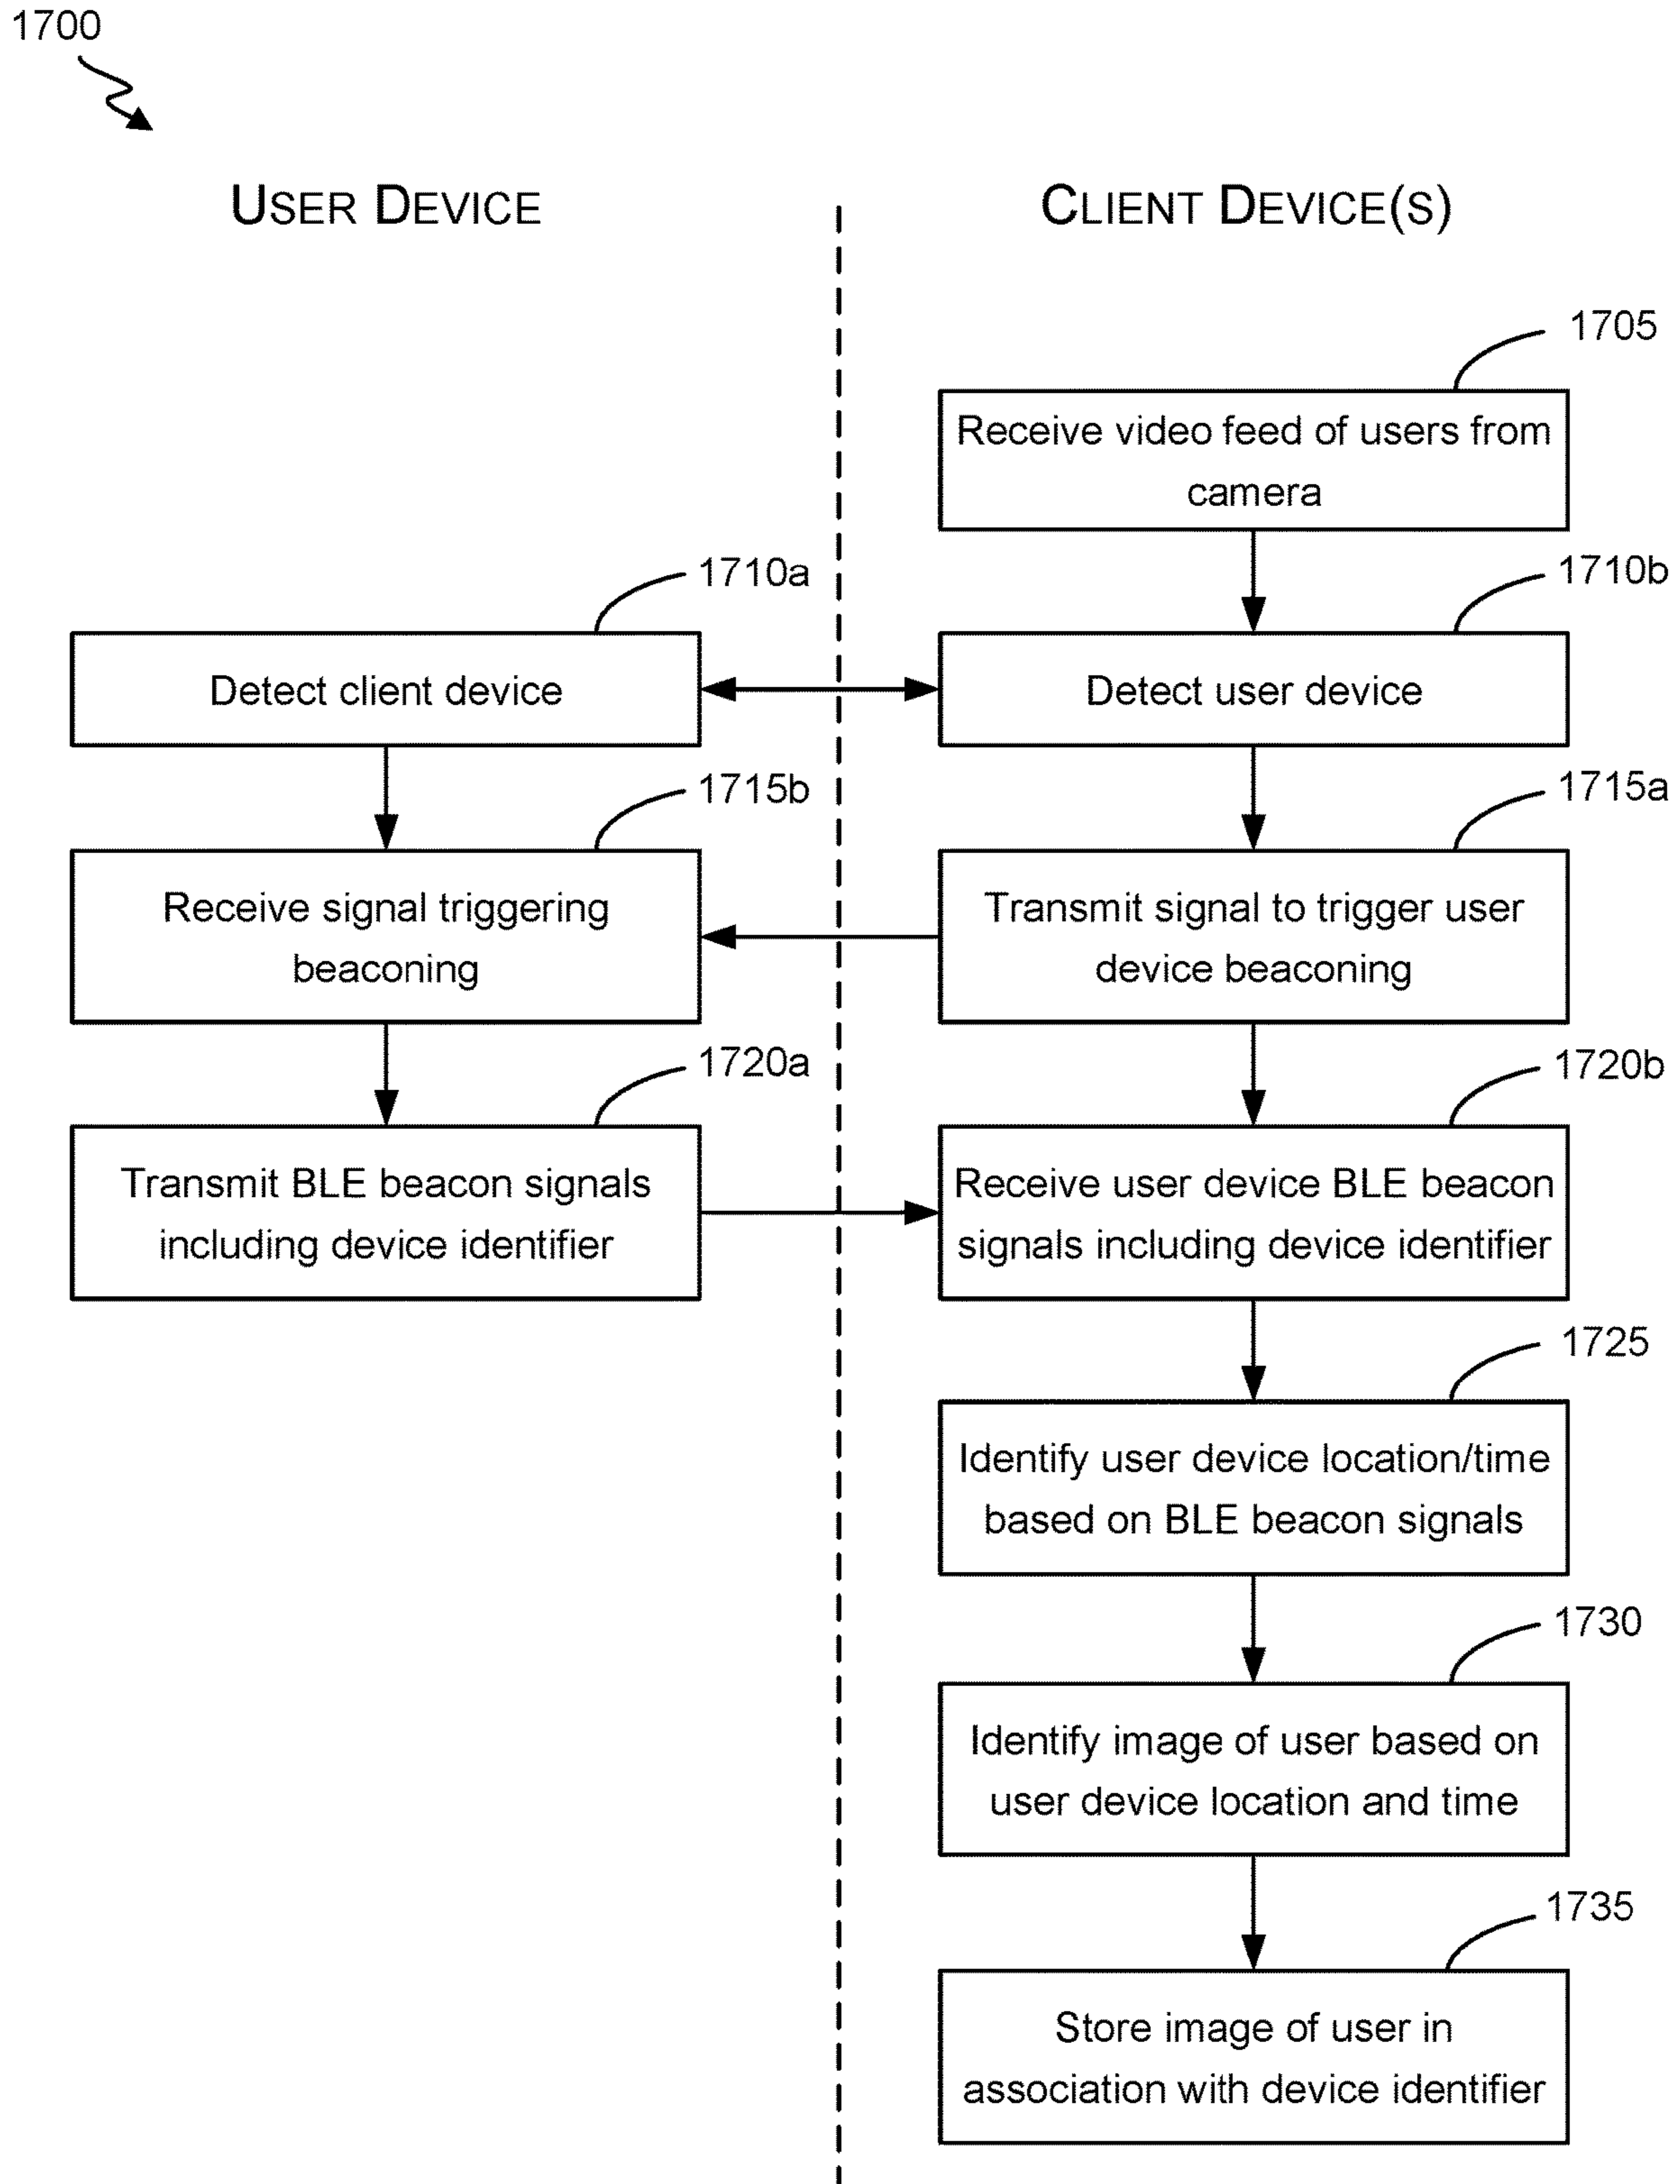 1700
USER DEVICE
CLIENT DEVICE(S)
1705
Receive video feed of users from
camera
1710a
Detect client device
1710b
Detect user device
1715b
Receive signal triggering
beaconing
1715a
Transmit signal to trigger user
device beaconing
1720a
Transmit BLE beacon signals
including device identifier
1720b
Receive user device BLE beacon
signals including device identifier
1725
Identify user device location/time
based on BLE beacon signals
1730
Identify image of user based on
user device location and time
1735
Store image of user in
association with device identifier